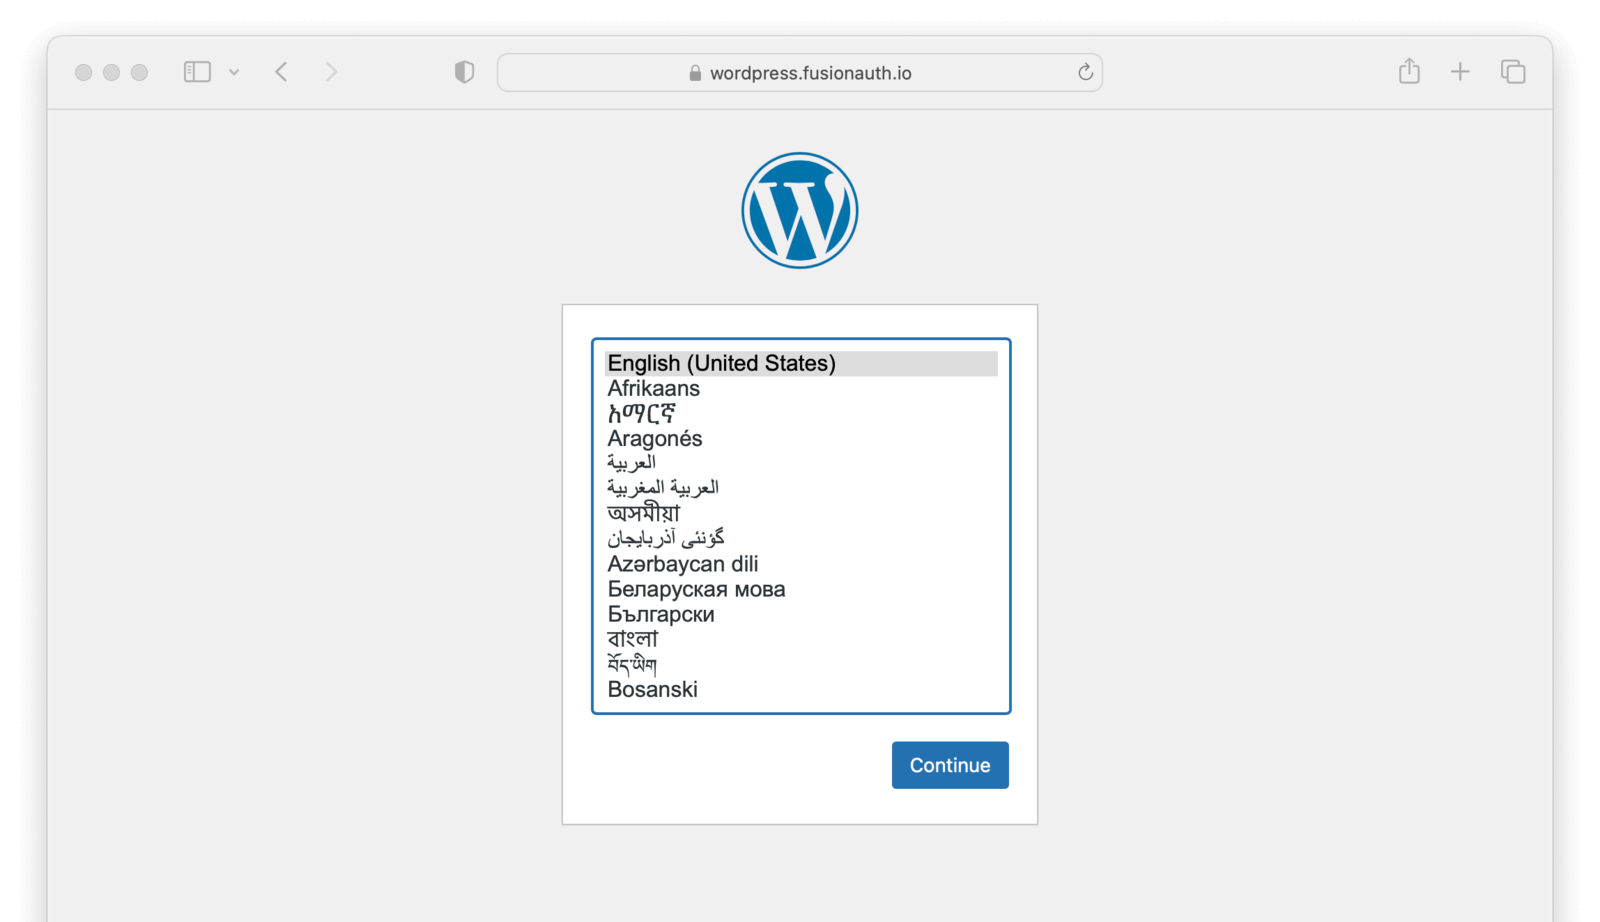 wordpress.fusionauth.io
W
English (United States)
Afrikaans
አማርኛ
Aragonés
العربية
العربية المغربية
অসমীয়া
گؤنئی آذربایجان
Azərbaycan dili
Беларуская мова
Български
বাংলা
བོད་ཡིག
Bosanski
Continue